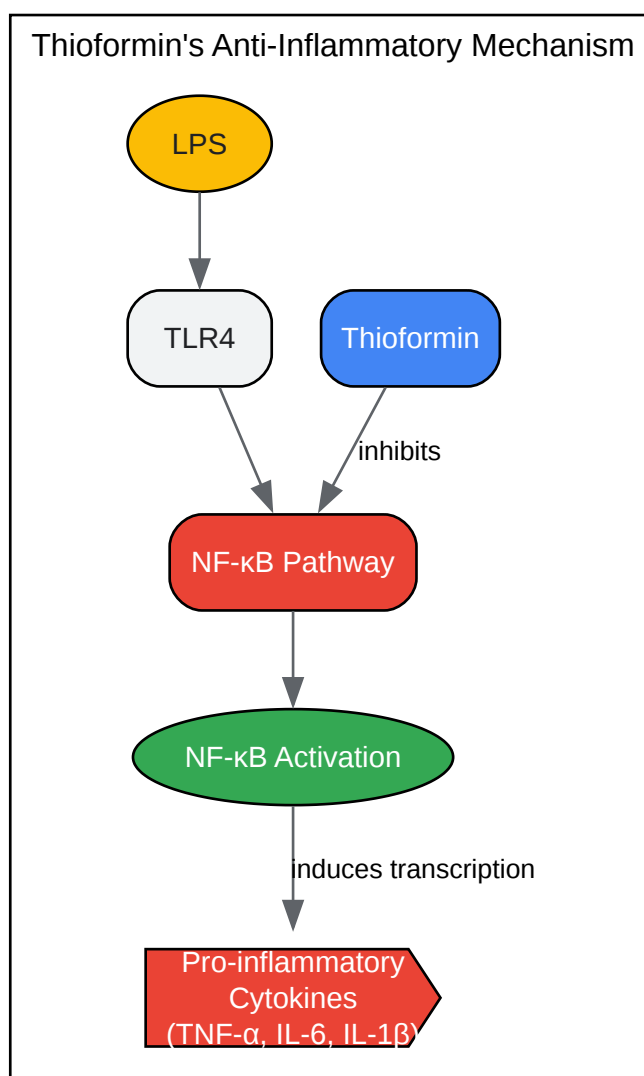 Thioformin's Anti-Inflammatory Mechanism
LPS
TLR4
Thioformin
inhibits
NF-κB Pathway
NF-κB Activation
induces transcription
Pro-inflammatory
Cytokines
(TNF-α, IL-6, IL-1β)